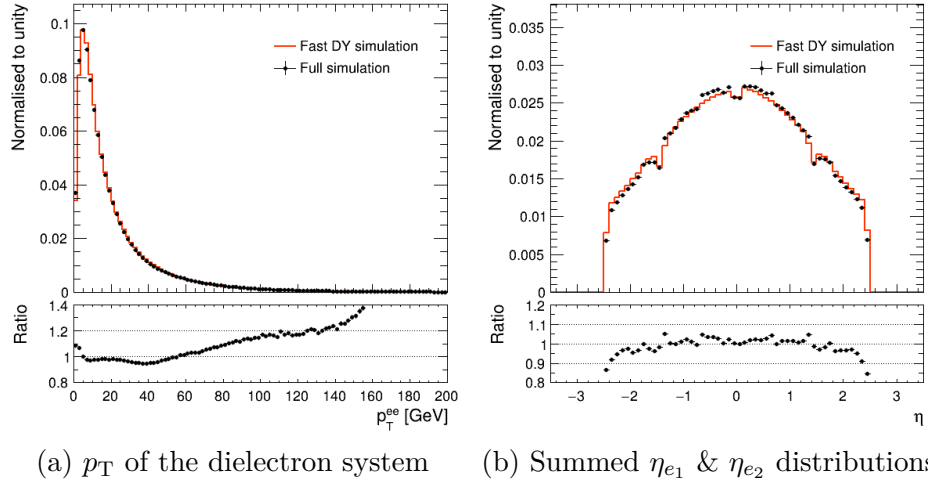 Normalised to unity
0.1
0.08
0.06
0.04
0.02
0
Fast DY simulation
Full simulation
Ratio
1.4
1.2
1
0.8
0 20 40 60 80 100 120 140 160 180 200
p_T^ee [GeV]
Normalised to unity
0.035
0.03
0.025
0.02
0.015
0.01
0.005
0
Fast DY simulation
Full simulation
Ratio
1.2
1.1
1
0.9
0.8
−3 −2 −1 0 1 2 3
η
(a) p_T of the dielectron system
(b) Summed η_e₁ & η_e₂ distributions